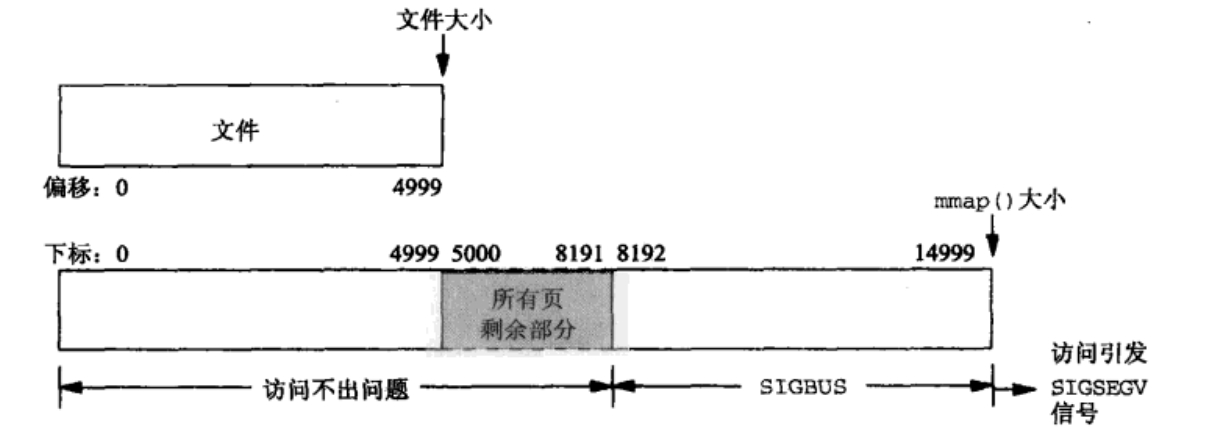 文件大小
文件
偏移：0 4999
mmap()大小
下标：0 4999 5000 8191 8192 14999
所有页
剩余部分
访问不出问题 SIGBUS
访问引发
SIGSEGV
信号